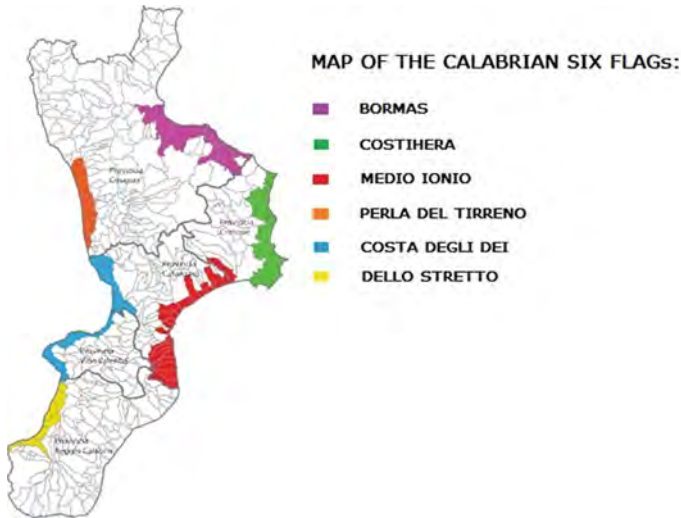 MAP OF THE CALABRIAN SIX FLAGs:
BORMAS
COSTIHERA
MEDIO IONIO
PERLA DEL TIRRENO
COSTA DEGLI DEI
DELLO STRETTO
Provincia
Cosenza
Provincia
Crotone
Provincia
Catanzaro
Provincia
Vibo Valentia
Provincia
Reggio Calabria